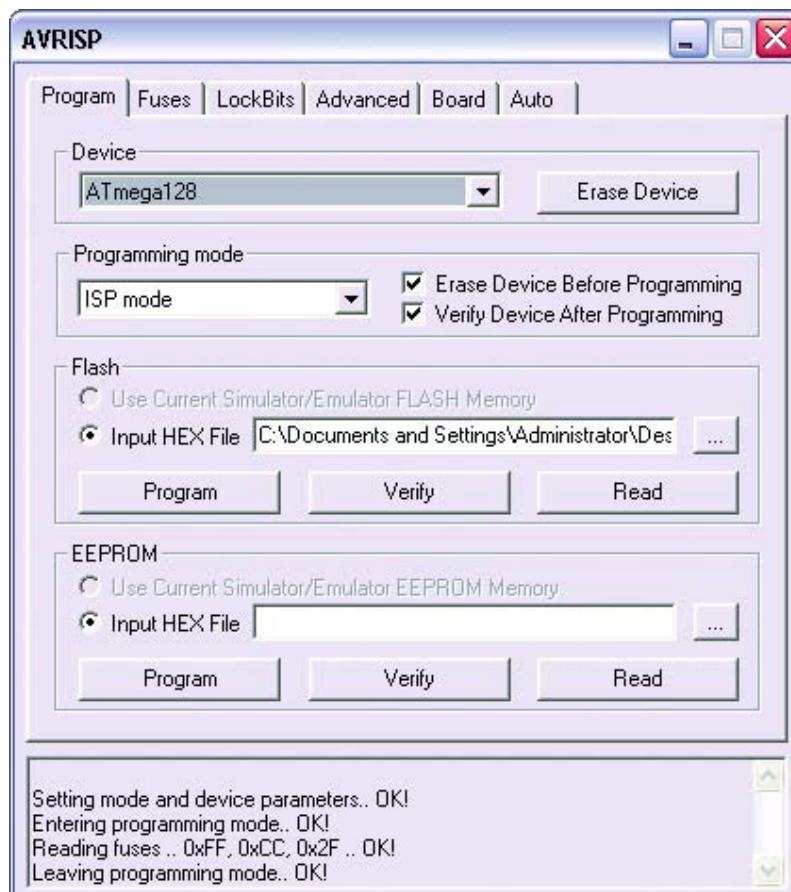 AVRISP
Program Fuses LockBits Advanced Board Auto
Device
ATmega128 Erase Device
Programming mode
ISP mode
Erase Device Before Programming
Verify Device After Programming
Flash
Use Current Simulator/Emulator FLASH Memory
Input HEX File C:\Documents and Settings\Administrator\Des ...
Program Verify Read
EEPROM
Use Current Simulator/Emulator EEPROM Memory
Input HEX File ...
Program Verify Read
Setting mode and device parameters.. OK!
Entering programming mode.. OK!
Reading fuses .. 0xFF, 0xCC, 0x2F .. OK!
Leaving programming mode.. OK!